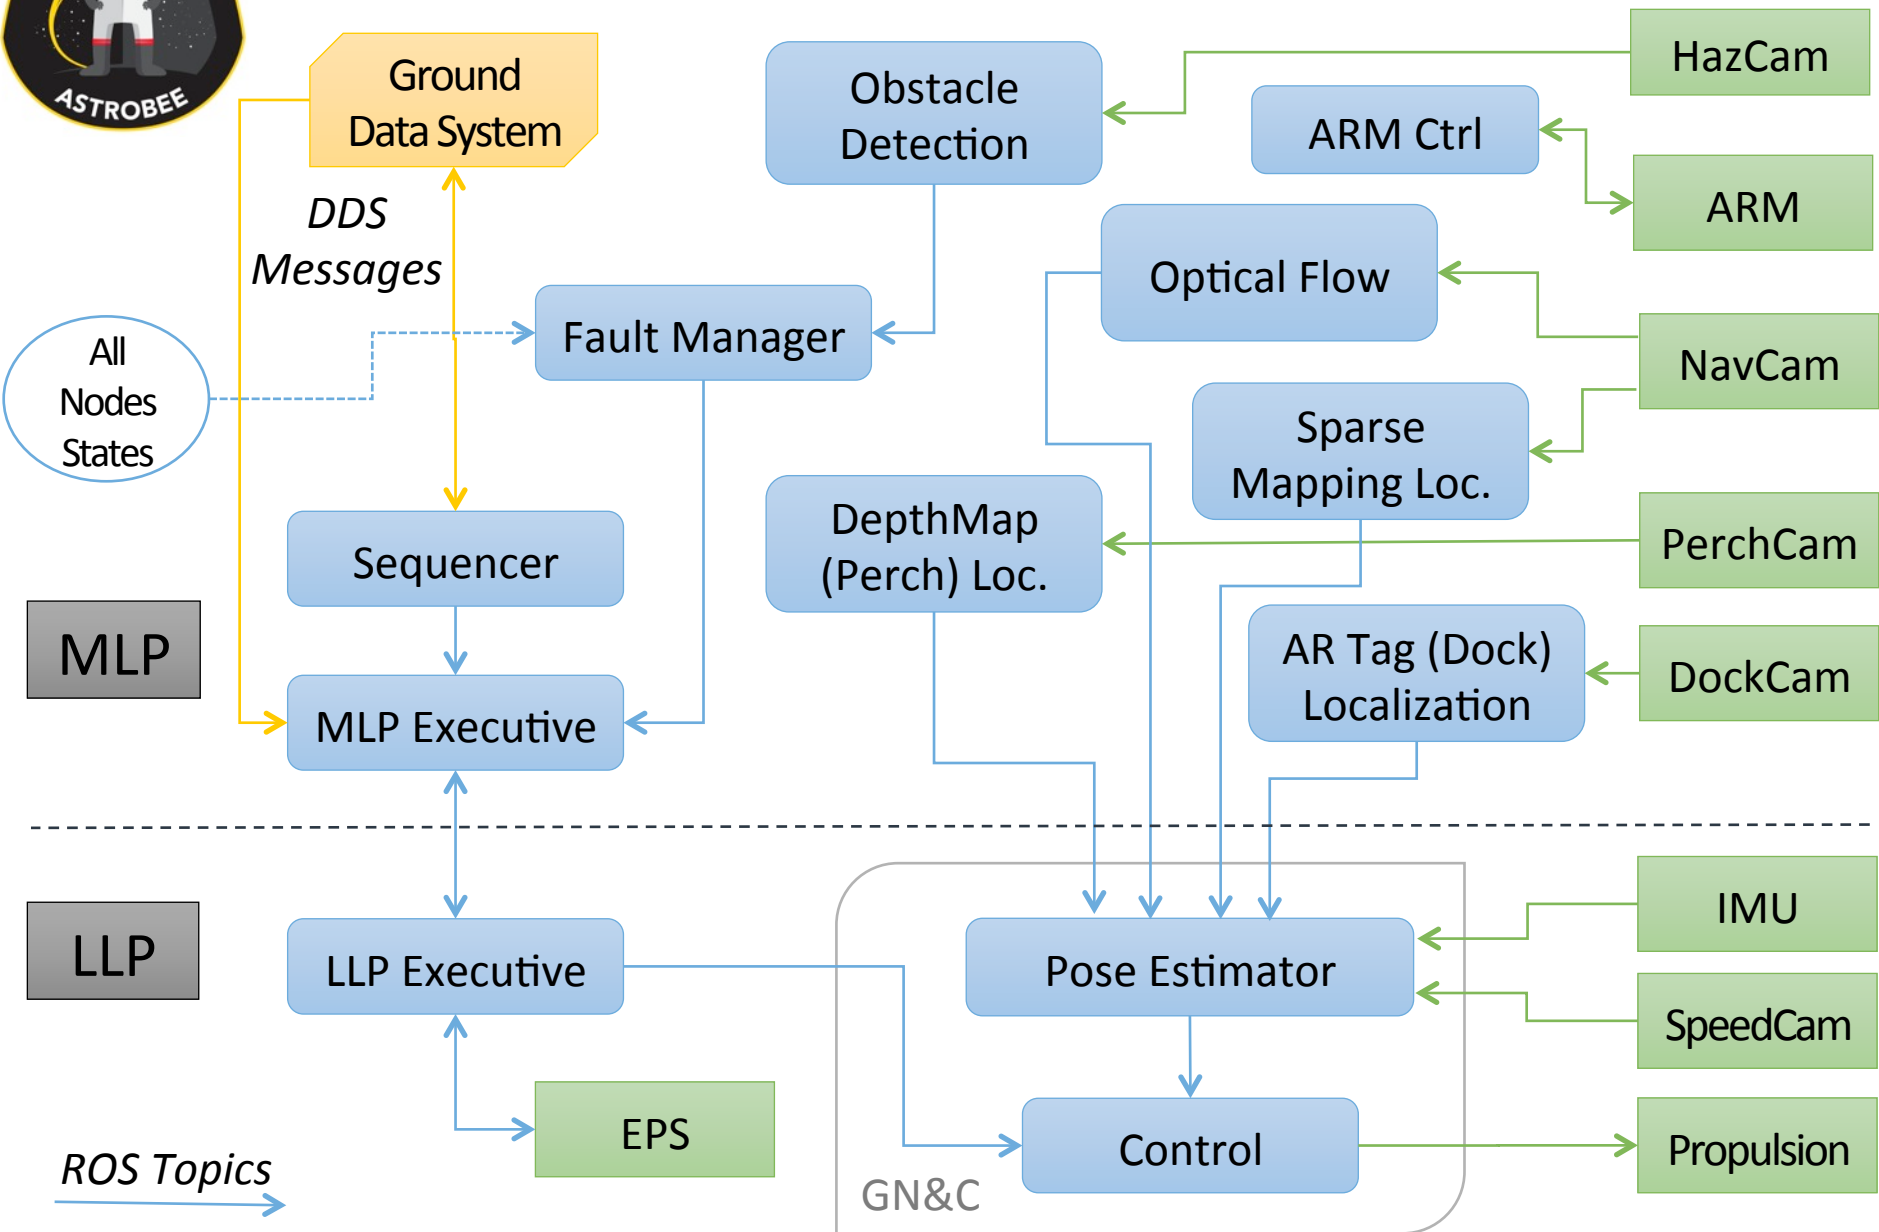 ASTROBEE
Ground
Data System
DDS
Messages
All
Nodes
States
Fault Manager
Obstacle
Detection
HazCam
ARM Ctrl
ARM
Optical Flow
NavCam
Sparse
Mapping Loc.
DepthMap
(Perch) Loc.
PerchCam
Sequencer
MLP
AR Tag (Dock)
Localization
DockCam
MLP Executive
LLP
LLP Executive
Pose Estimator
IMU
SpeedCam
EPS
Control
Propulsion
GN&C
ROS Topics